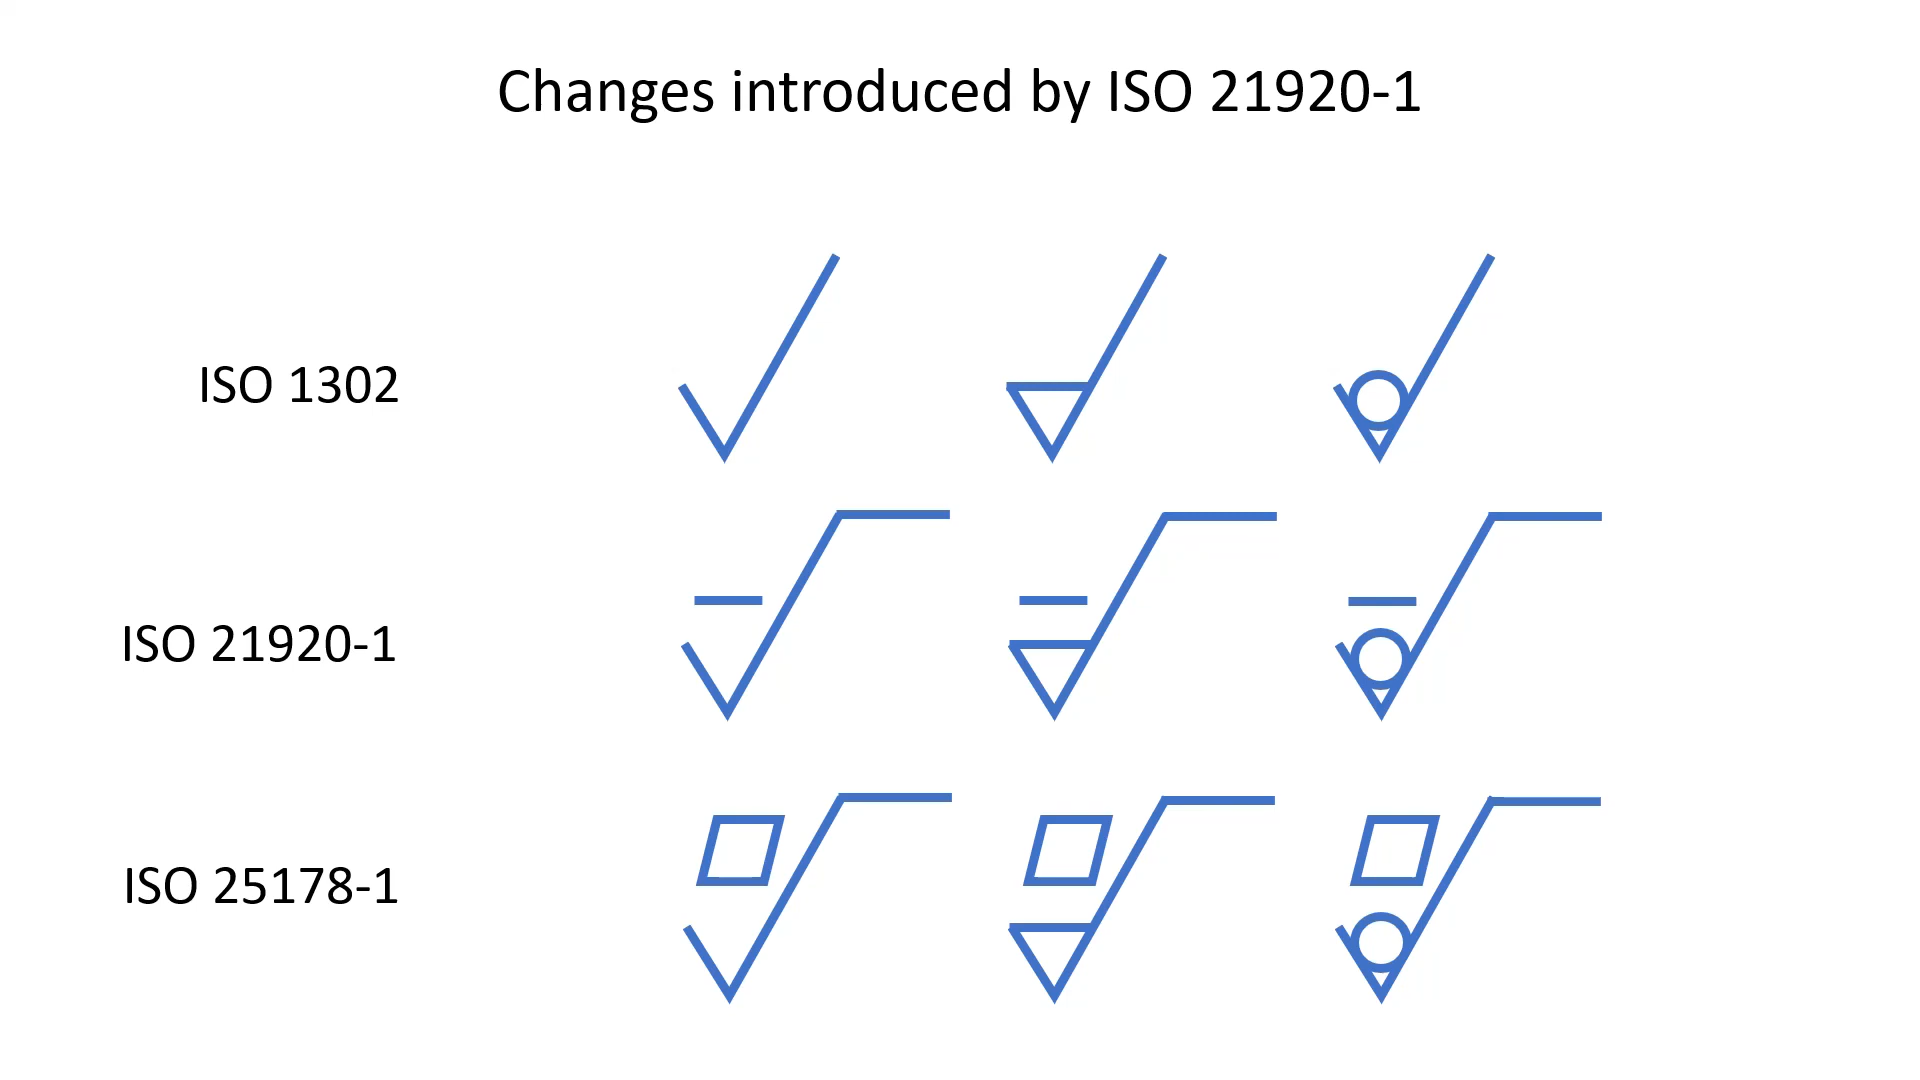 Changes introduced by ISO 21920-1
ISO 1302
ISO 21920-1
ISO 25178-1